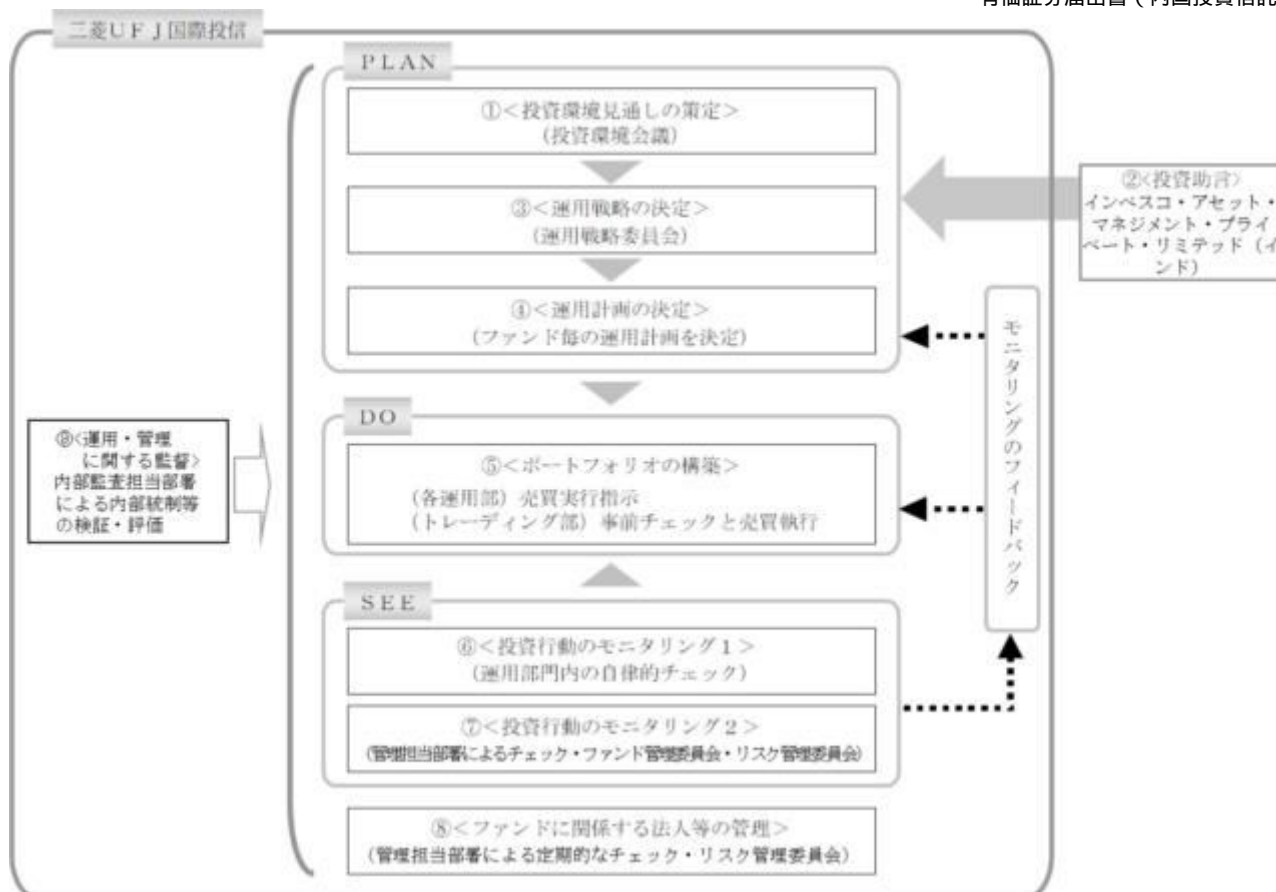 有価証券届出書(内国投資信託
三菱UFJ国際投信
PLAN
①<投資環境見通しの策定>
(投資環境会議)
②<投資助言>
インベスコ・アセット・
マネジメント・プライ
ベート・リミテッド(イ
ンド)
③<運用戦略の決定>
(運用戦略委員会)
④<運用計画の決定>
(ファンド毎の運用計画を決定)
モニタリングのフィードバック
DO
⑤<ポートフォリオの構築>
(各運用部)売買実行指示
(トレーディング部)事前チェックと売買執行
⑨<運用・管理
に関する監督>
内部監査担当部署
による内部統制等
の検証・評価
SEE
⑥<投資行動のモニタリング1>
(運用部門内の自律的チェック)
⑦<投資行動のモニタリング2>
(管理担当部署によるチェック・ファンド管理委員会・リスク管理委員会)
⑧<ファンドに関係する法人等の管理>
(管理担当部署による定期的なチェック・リスク管理委員会)